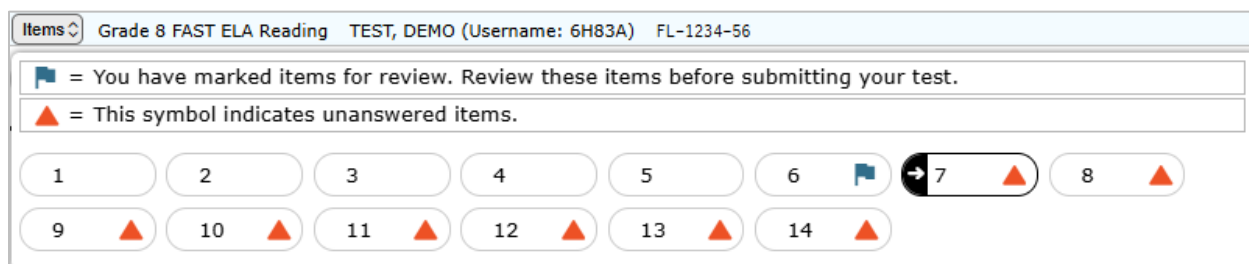 Items Grade 8 FAST ELA Reading TEST, DEMO (Username: 6H83A) FL-1234-56
= You have marked items for review. Review these items before submitting your test.
= This symbol indicates unanswered items.
1 2 3 4 5 6 7 8
9 10 11 12 13 14